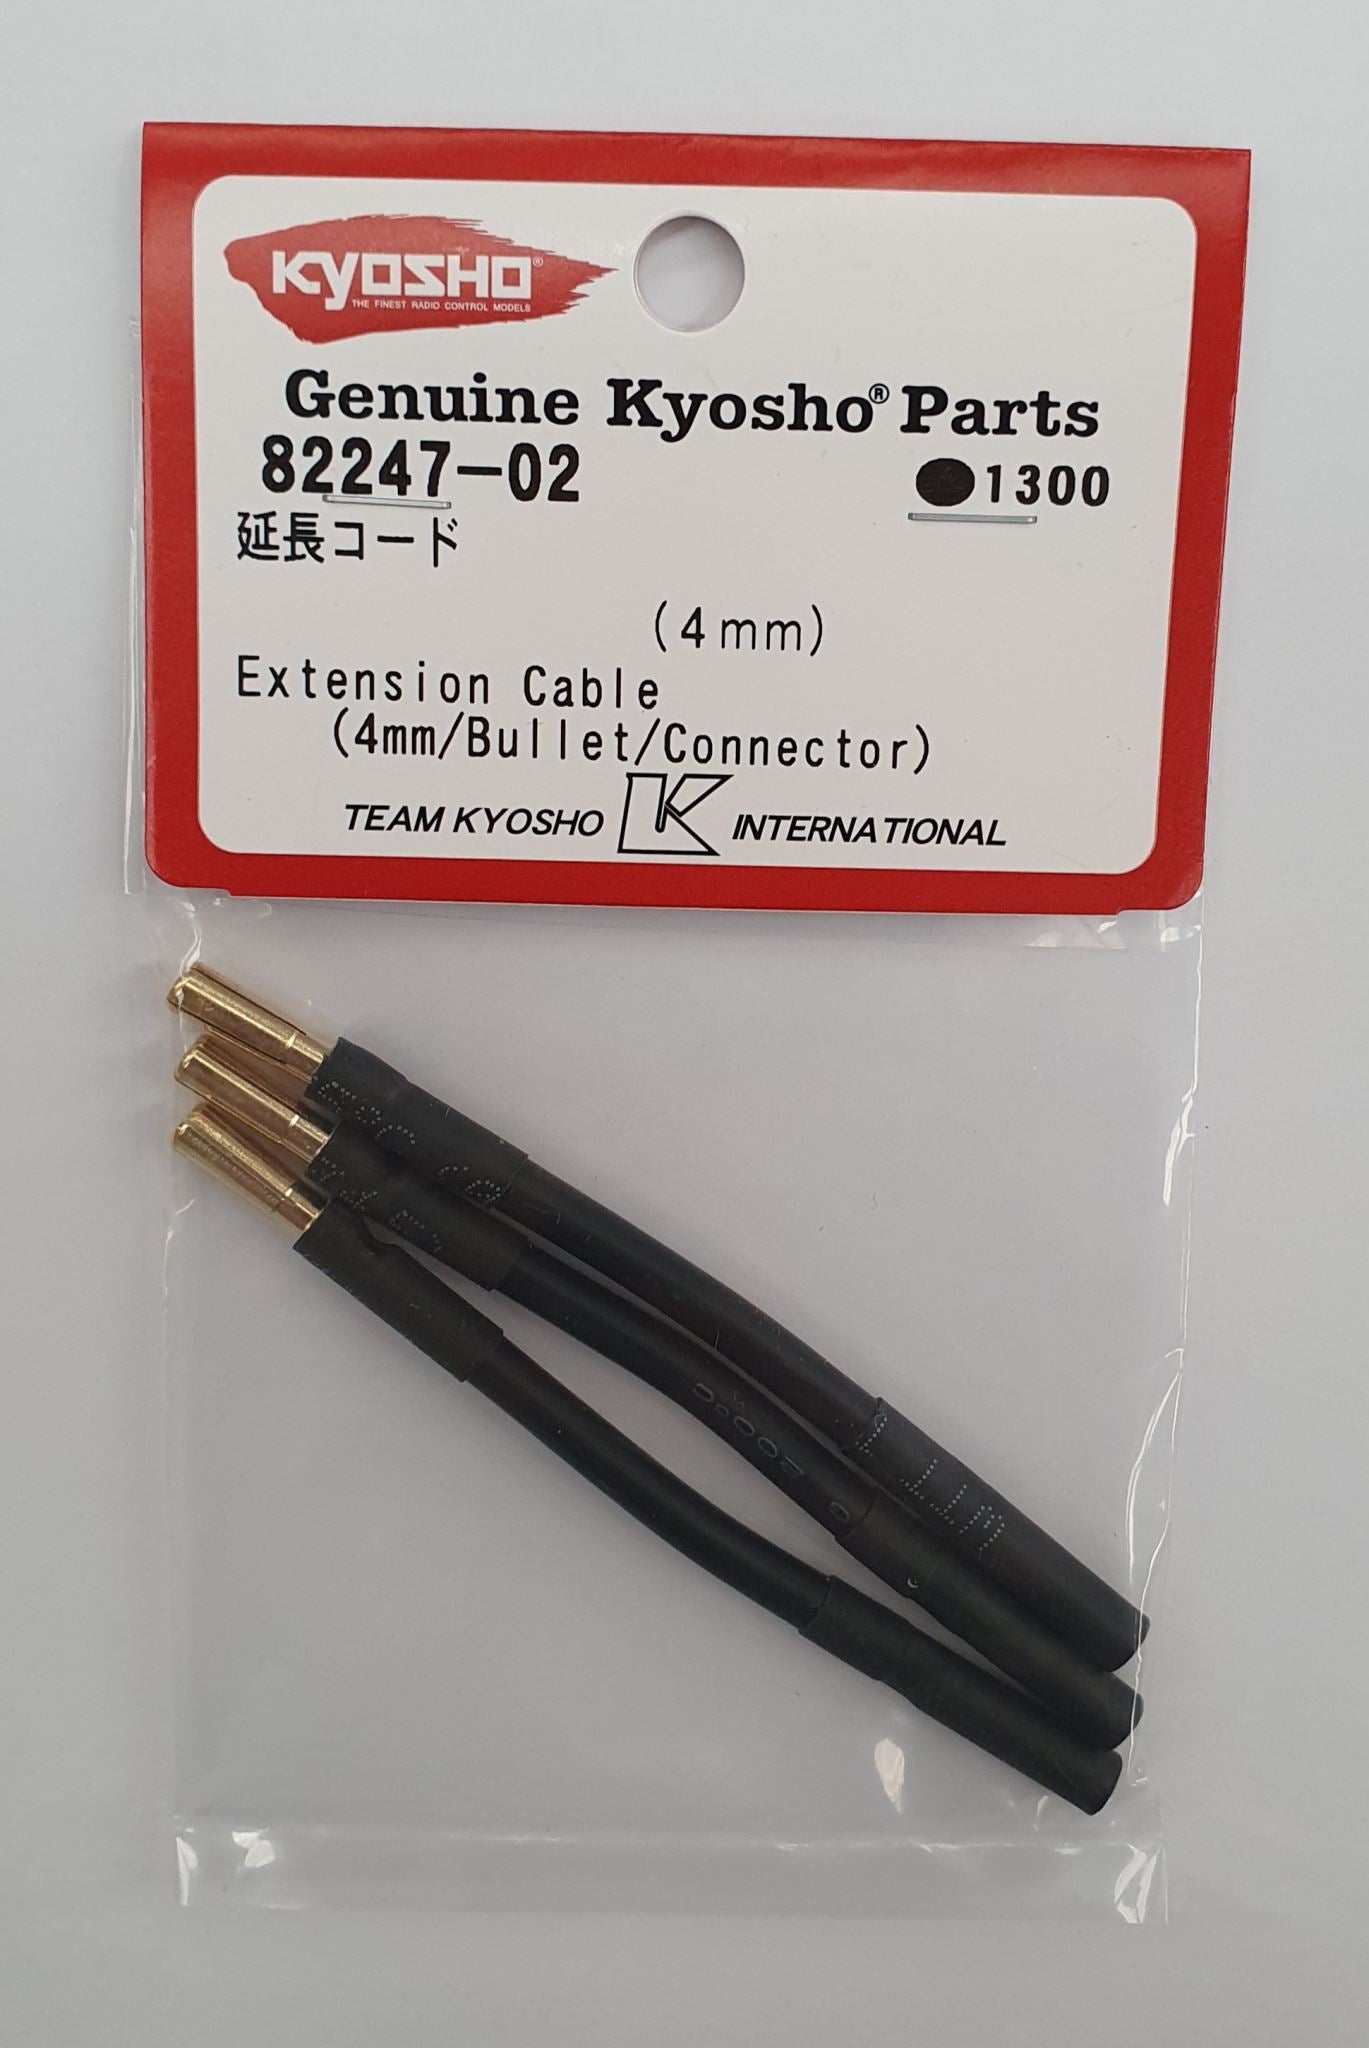 KYOSHO®
THE FINEST RADIO CONTROL MODELS
Genuine Kyosho® Parts
82247-02 ●1300
延長コード
(4mm)
Extension Cable
(4mm/Bullet/Connector)
TEAM KYOSHO K INTERNATIONAL
200°C